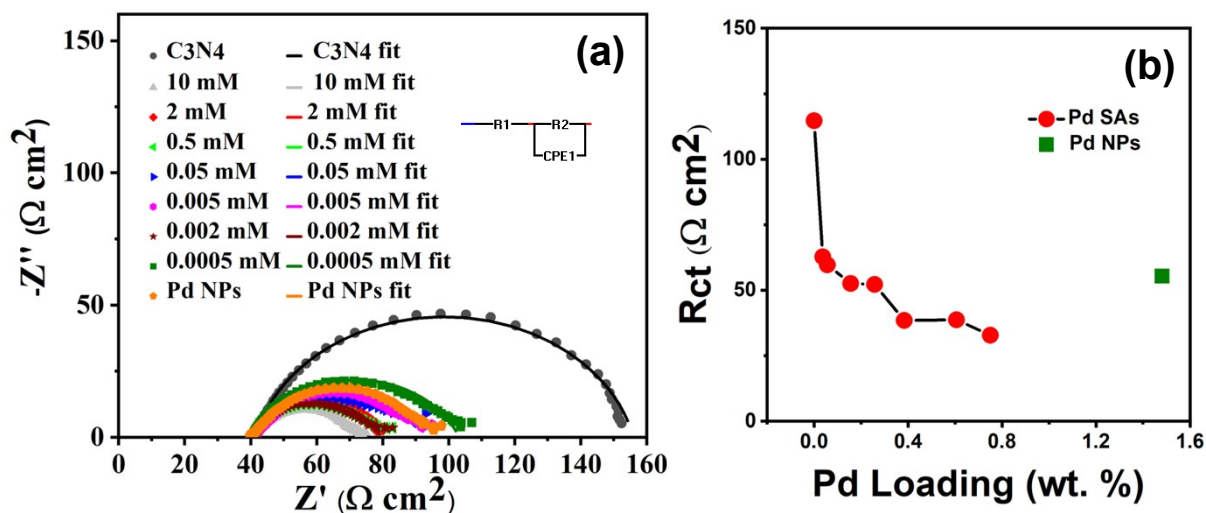 (a)
150
100
50
0
-Z'' (Ω cm2)
C3N4 C3N4 fit
10 mM 10 mM fit
2 mM 2 mM fit
0.5 mM 0.5 mM fit
0.05 mM 0.05 mM fit
0.005 mM 0.005 mM fit
0.002 mM 0.002 mM fit
0.0005 mM 0.0005 mM fit
Pd NPs Pd NPs fit
R1 R2
CPE1
0 20 40 60 80 100 120 140 160
Z' (Ω cm2)
(b)
150
100
50
0
Rct (Ω cm2)
Pd SAs
Pd NPs
0.0 0.4 0.8 1.2 1.6
Pd Loading (wt. %)